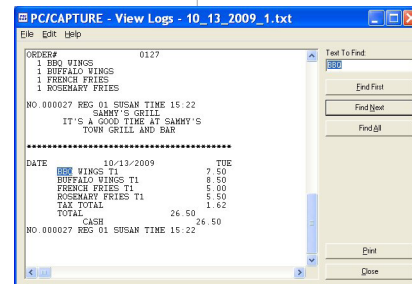 PC/CAPTURE - View Logs - 10_13_2009_1.txt
File Edit Help
Text To Find:
BBQ
Find First
Find Next
Find All
Print
Close
ORDER# 0127
1 BBQ WINGS
1 BUFFALO WINGS
1 FRENCH FRIES
1 ROSEMARY FRIES
NO.000027 REG 01 SUSAN TIME 15:22
SAMMY'S GRILL
IT'S A GOOD TIME AT SAMMY'S
TOWN GRILL AND BAR
****************************************
DATE 10/13/2009 TUE
BBQ WINGS T1 7.50
BUFFALO WINGS T1 8.50
FRENCH FRIES T1 5.00
ROSEMARY FRIES T1 5.50
TAX TOTAL 1.62
TOTAL 26.50
CASH 26.50
NO.000027 REG 01 SUSAN TIME 15:22